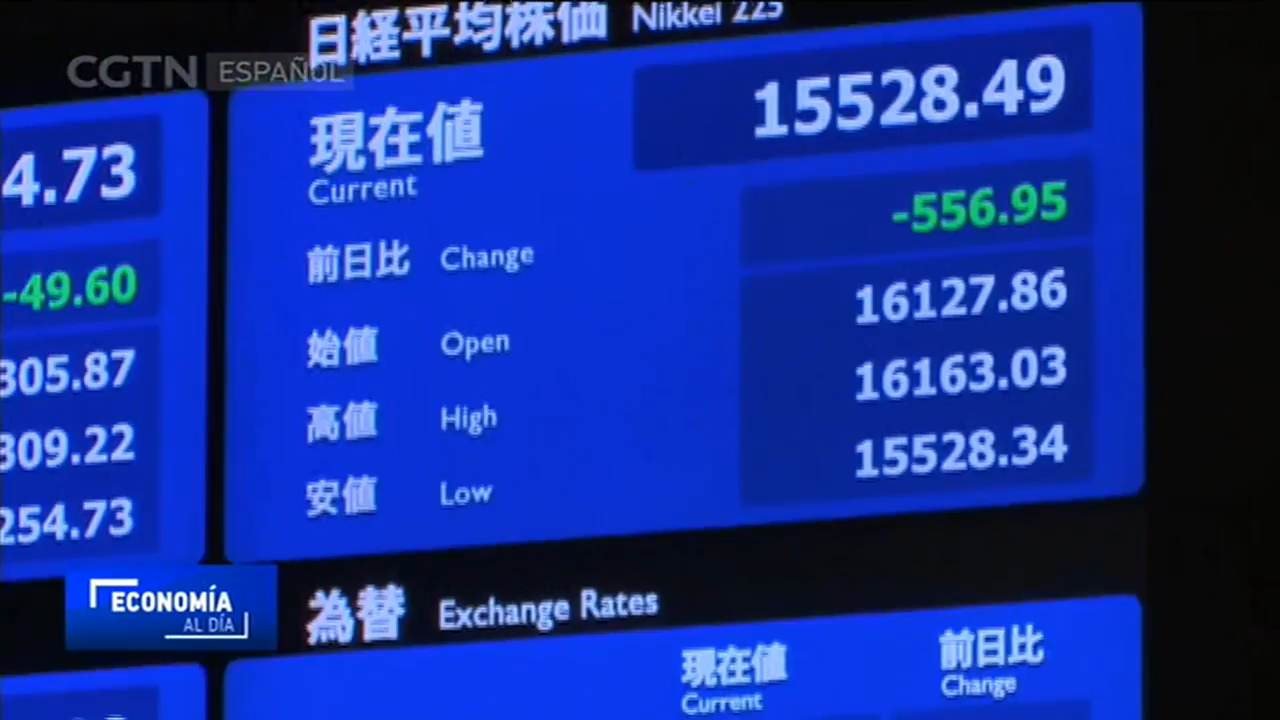 日経平均株価 Nikkei 225
CGTN ESPAÑOL
現在値 15528.49
Current
前日比 Change -556.95
始値 Open 16127.86
高値 High 16163.03
安値 Low 15528.34
4.73
-49.60
305.87
309.22
254.73
ECONOMÍA
AL DÍA
為替 Exchange Rates
現在値 前日比
Current Change